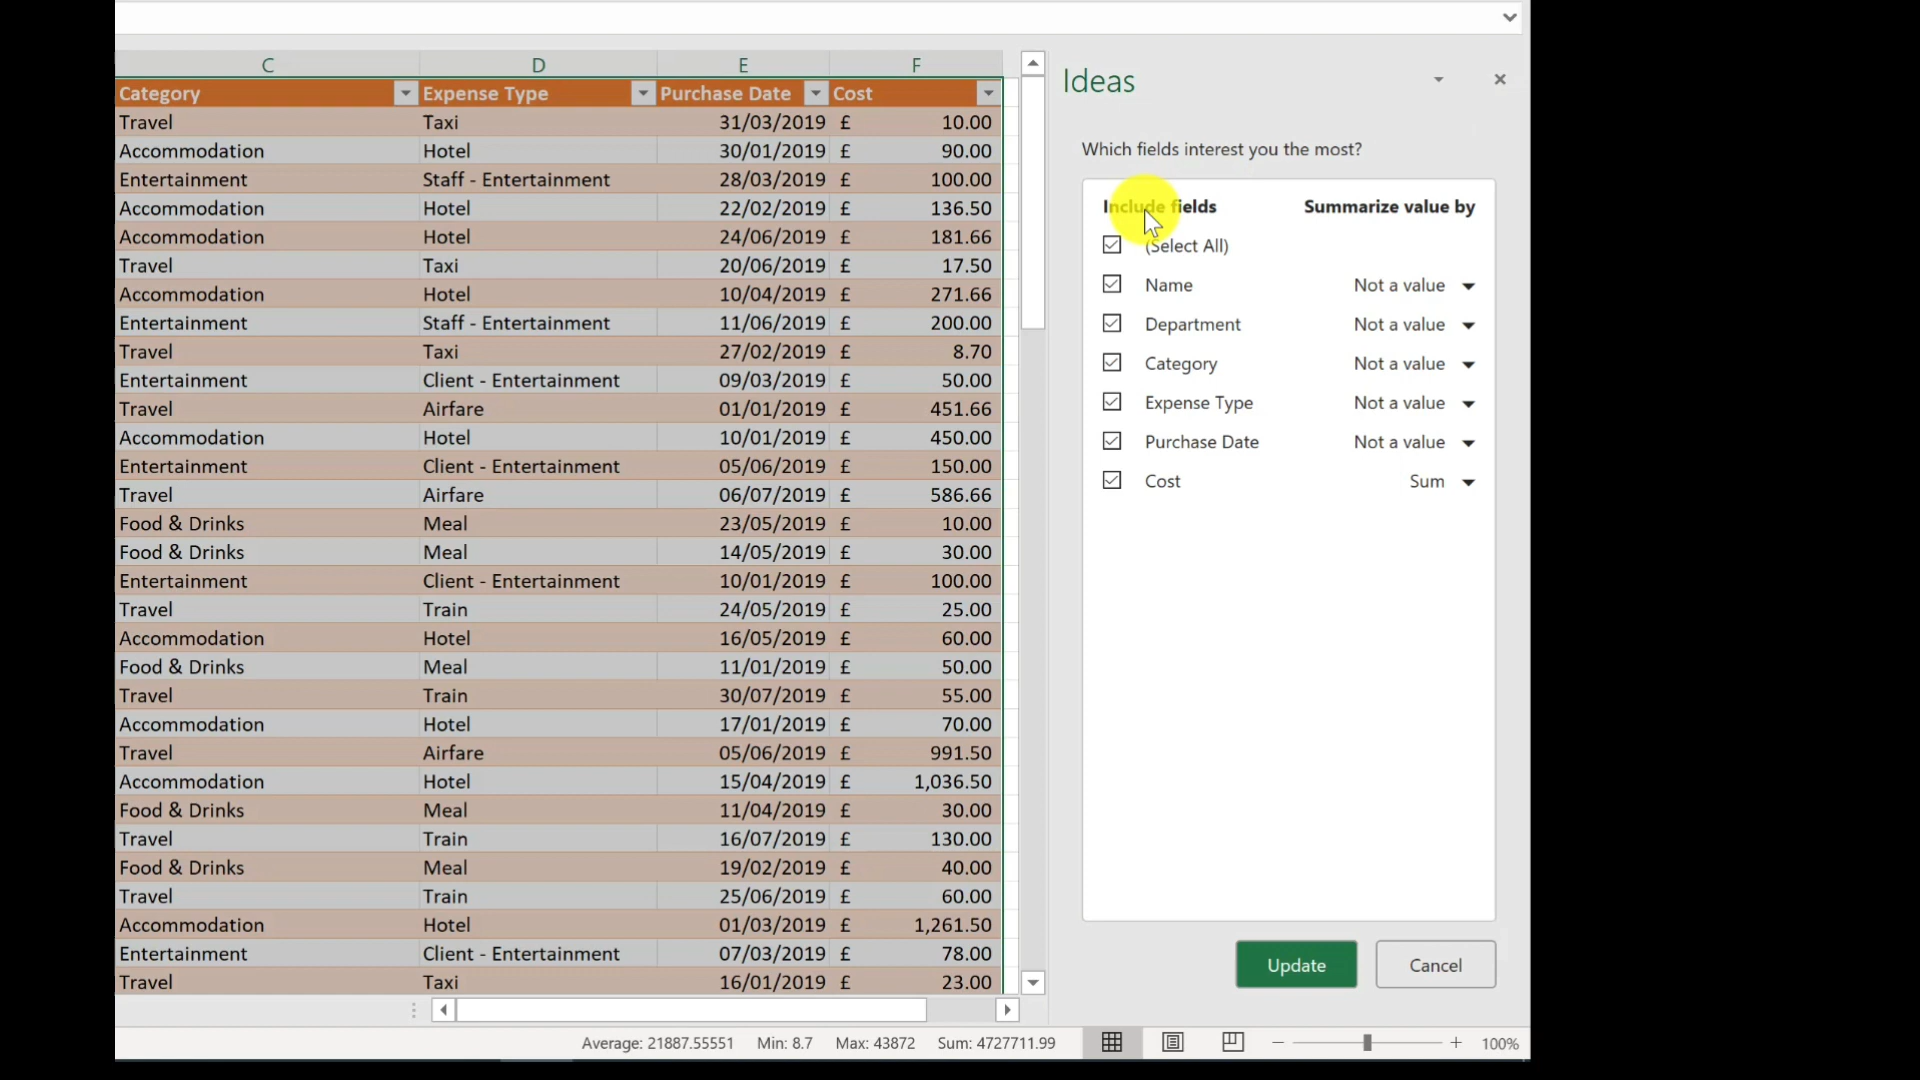 C D E F
Category Expense Type Purchase Date Cost
Travel Taxi 31/03/2019 £ 10.00
Accommodation Hotel 30/01/2019 £ 90.00
Entertainment Staff - Entertainment 28/03/2019 £ 100.00
Accommodation Hotel 22/02/2019 £ 136.50
Accommodation Hotel 24/06/2019 £ 181.66
Travel Taxi 20/06/2019 £ 17.50
Accommodation Hotel 10/04/2019 £ 271.66
Entertainment Staff - Entertainment 11/06/2019 £ 200.00
Travel Taxi 27/02/2019 £ 8.70
Entertainment Client - Entertainment 09/03/2019 £ 50.00
Travel Airfare 01/01/2019 £ 451.66
Accommodation Hotel 10/01/2019 £ 450.00
Entertainment Client - Entertainment 05/06/2019 £ 150.00
Travel Airfare 06/07/2019 £ 586.66
Food & Drinks Meal 23/05/2019 £ 10.00
Food & Drinks Meal 14/05/2019 £ 30.00
Entertainment Client - Entertainment 10/01/2019 £ 100.00
Travel Train 24/05/2019 £ 25.00
Accommodation Hotel 16/05/2019 £ 60.00
Food & Drinks Meal 11/01/2019 £ 50.00
Travel Train 30/07/2019 £ 55.00
Accommodation Hotel 17/01/2019 £ 70.00
Travel Airfare 05/06/2019 £ 991.50
Accommodation Hotel 15/04/2019 £ 1,036.50
Food & Drinks Meal 11/04/2019 £ 30.00
Travel Train 16/07/2019 £ 130.00
Food & Drinks Meal 19/02/2019 £ 40.00
Travel Train 25/06/2019 £ 60.00
Accommodation Hotel 01/03/2019 £ 1,261.50
Entertainment Client - Entertainment 07/03/2019 £ 78.00
Travel Taxi 16/01/2019 £ 23.00
Ideas
Which fields interest you the most?
Include fields Summarize value by
(Select All)
Name Not a value
Department Not a value
Category Not a value
Expense Type Not a value
Purchase Date Not a value
Cost Sum
Update Cancel
Average: 21887.55551 Min: 8.7 Max: 43872 Sum: 4727711.99 100%